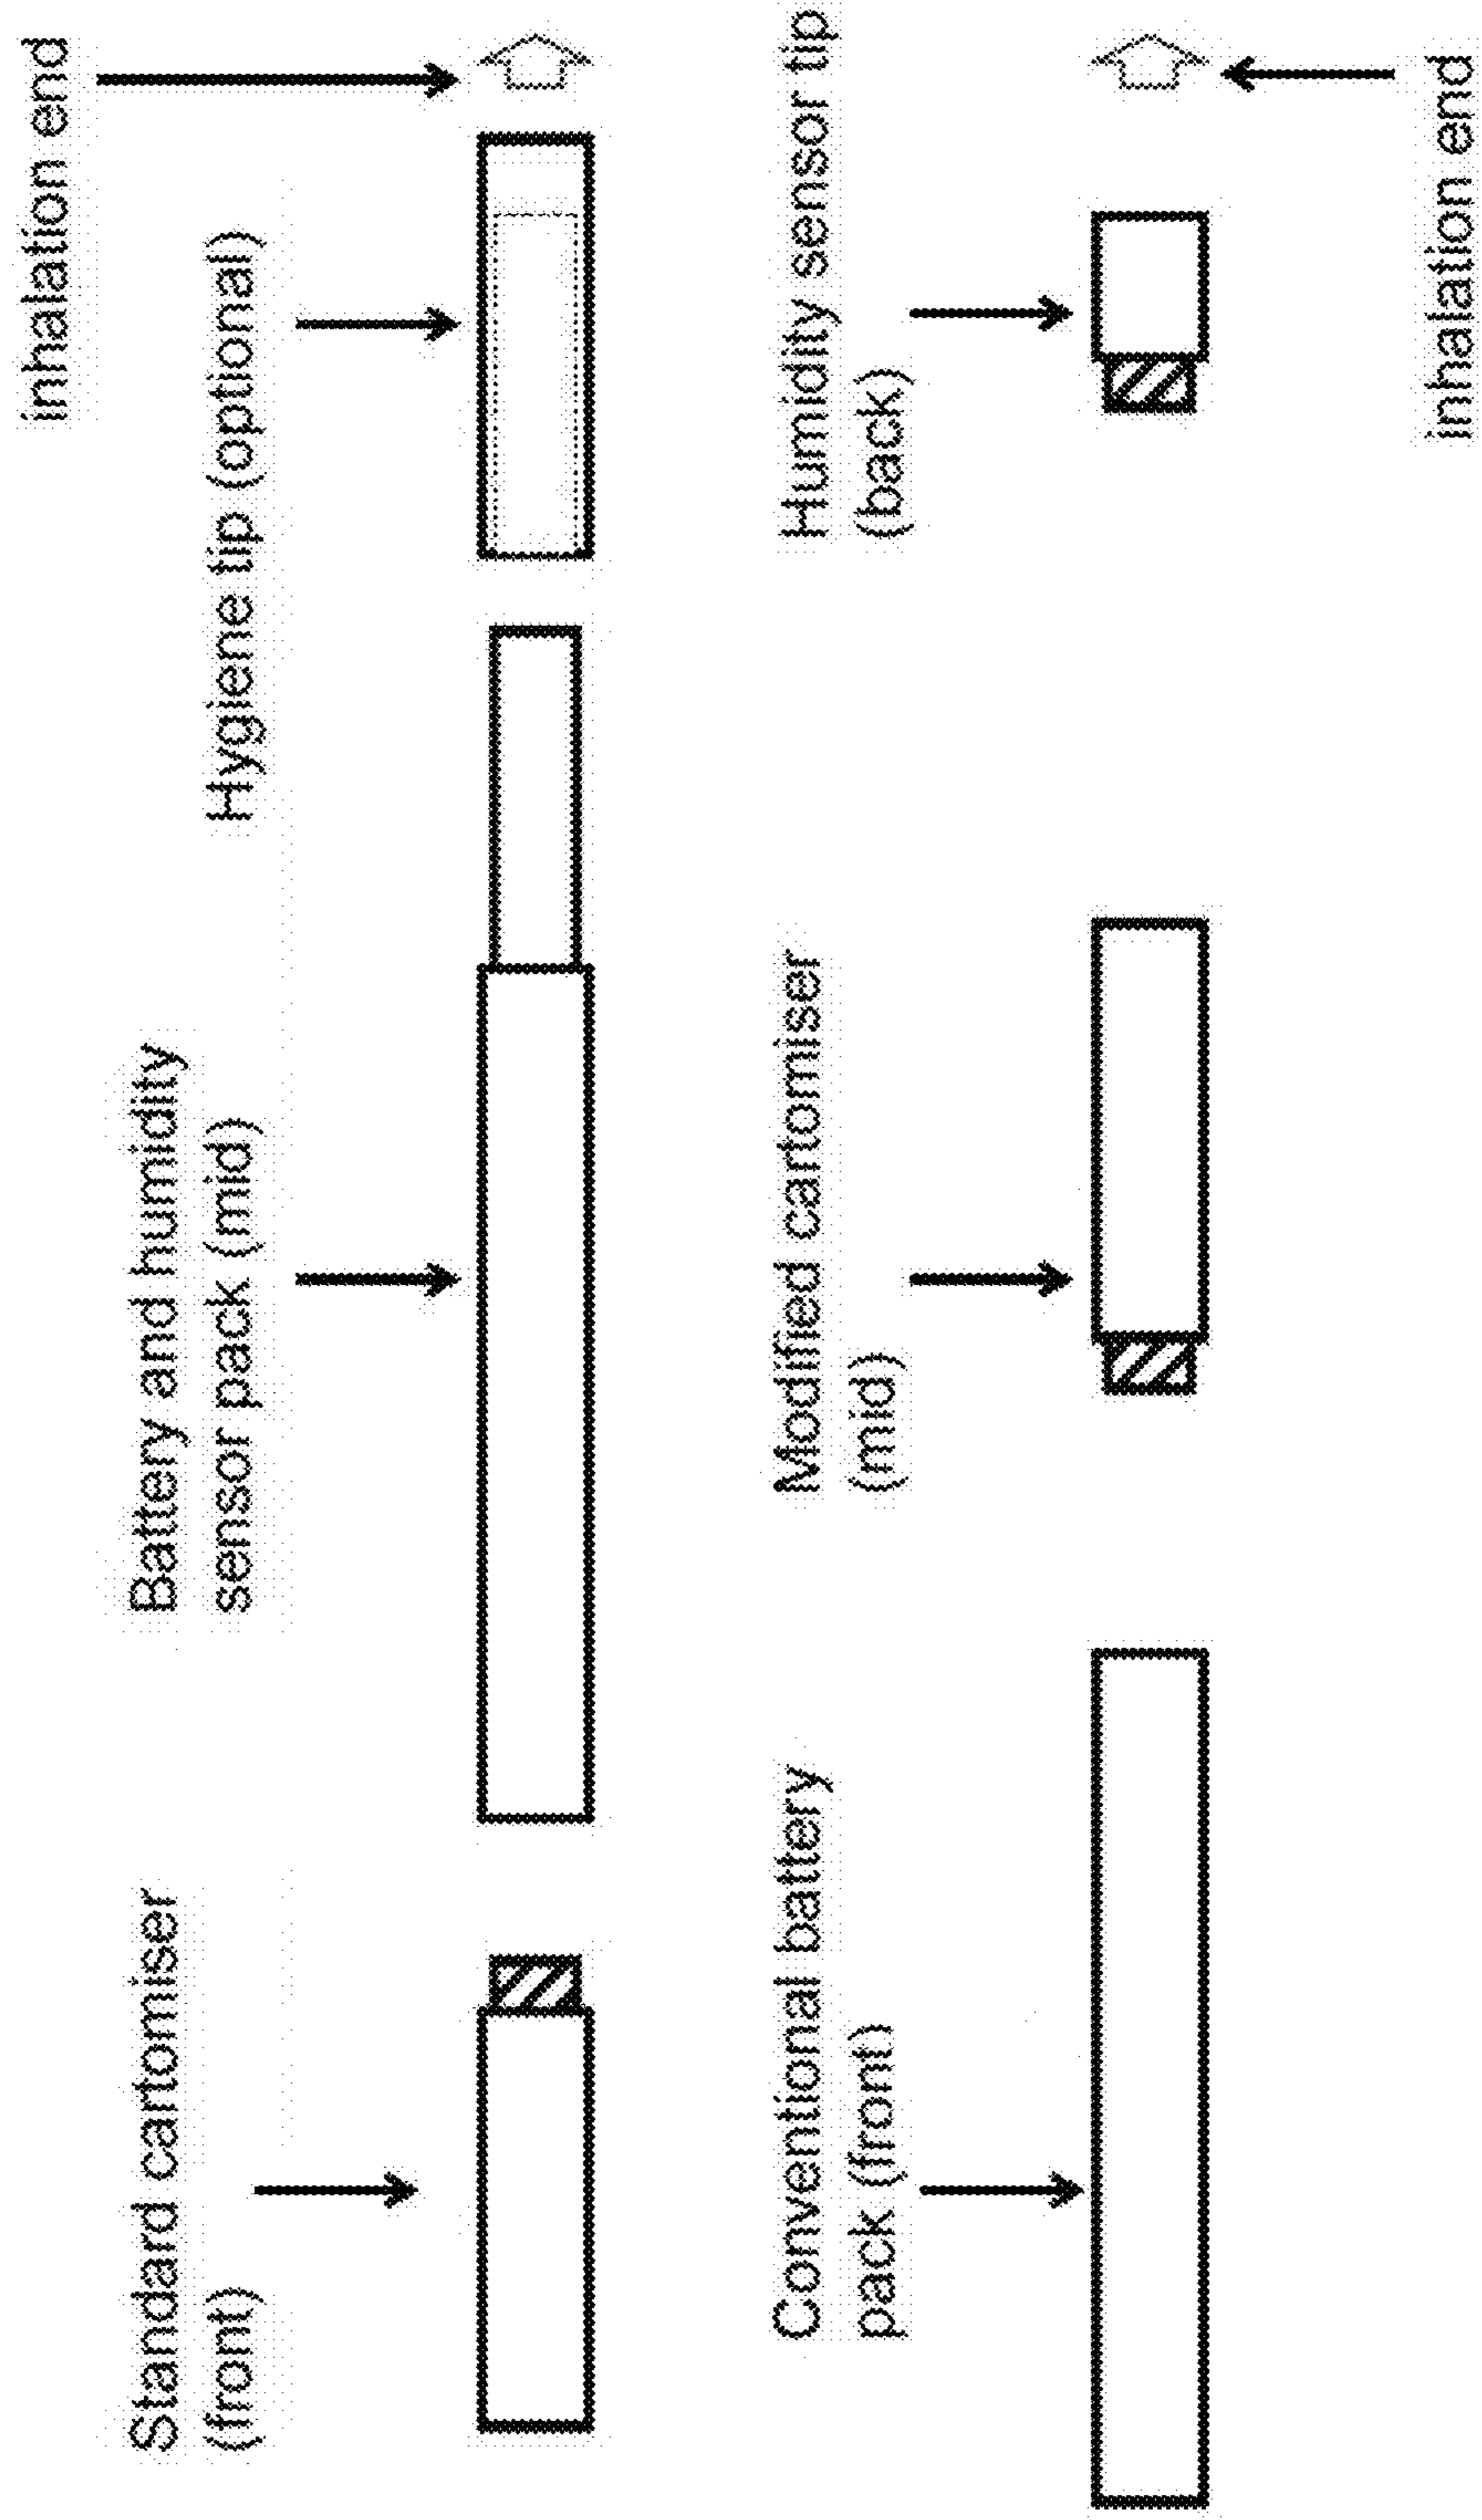 inhalation end
Standard cartomiser
(front)
Battery and humidity
sensor pack (mid)
Hygiene tip (optional)
Conventional battery
pack (front)
Modified cartomiser
(mid)
Humidity sensor tip
(back)
inhalation end